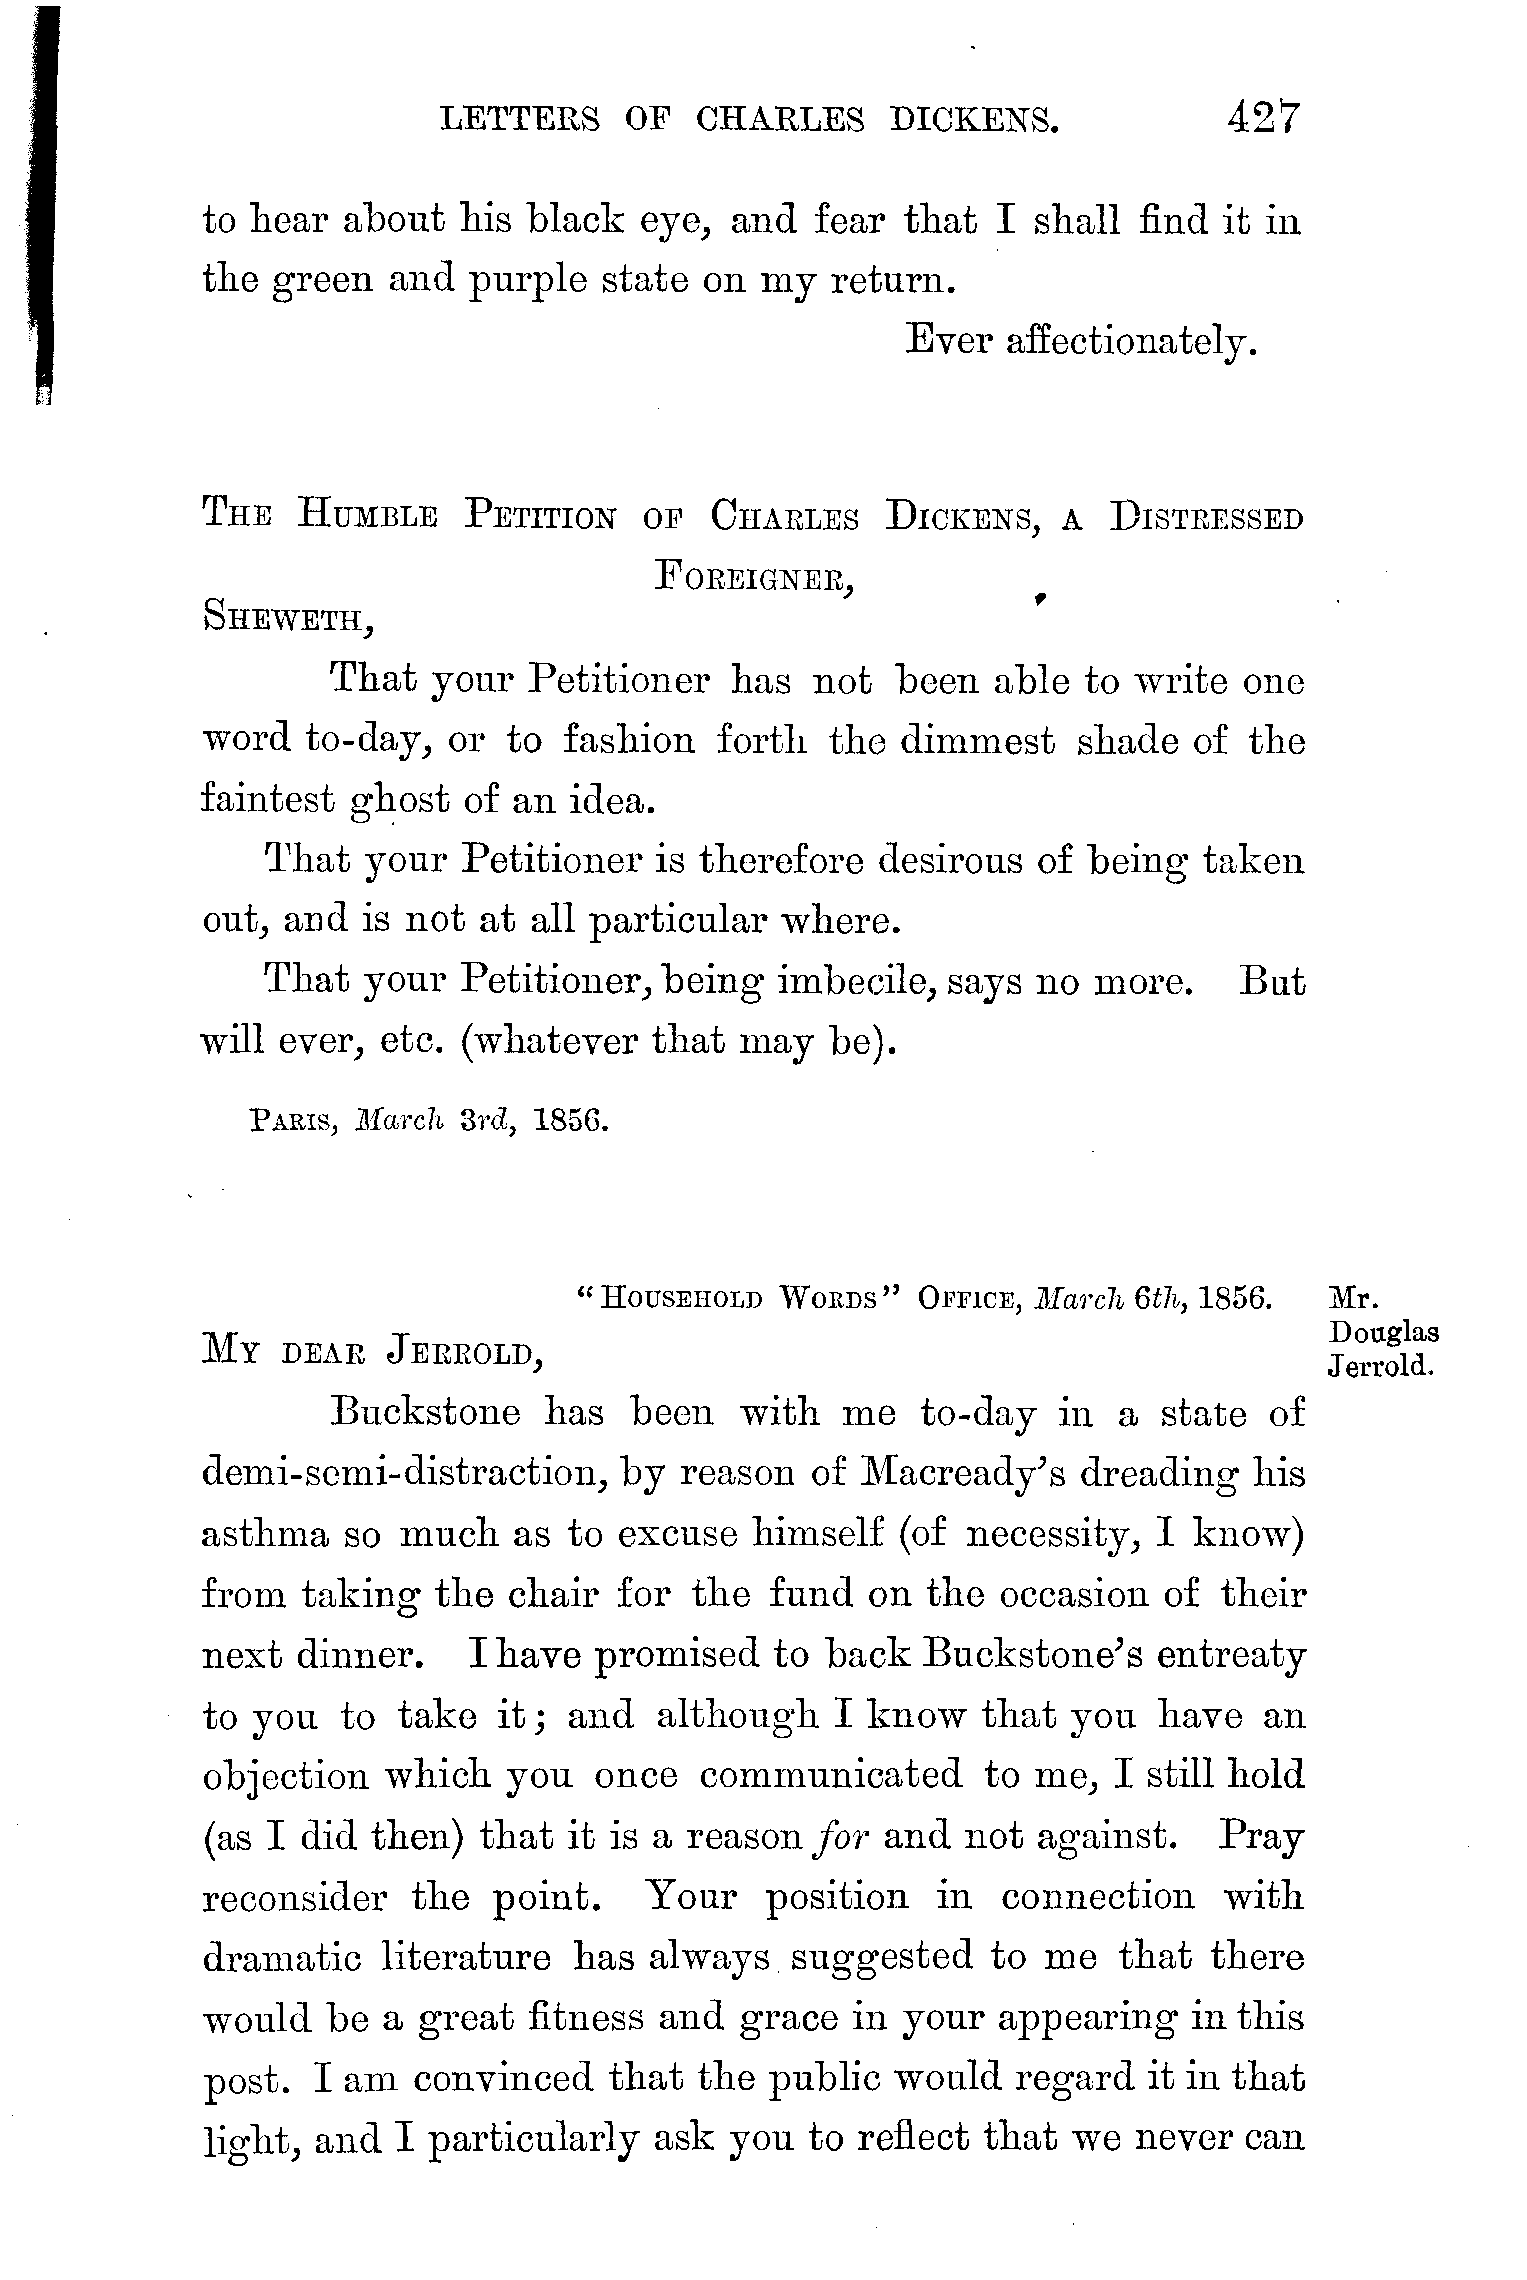 LETTERS OF CHARLES DICKENS. 427
to hear about his black eye, and fear that I shall find it in
the green and purple state on my return.
Ever affectionately.
THE HUMBLE PETITION OF CHARLES DICKENS, A DISTRESSED
FOREIGNER,
SHEWETH,
That your Petitioner has not been able to write one
word to-day, or to fashion forth the dimmest shade of the
faintest ghost of an idea.
That your Petitioner is therefore desirous of being taken
out, and is not at all particular where.
That your Petitioner, being imbecile, says no more. But
will ever, etc. (whatever that may be).
PARIS, March 3rd, 1856.
"HOUSEHOLD WORDS" OFFICE, March 6th, 1856.
Mr.
Douglas
Jerrold.
MY DEAR JERROLD,
Buckstone has been with me to-day in a state of
demi-semi-distraction, by reason of Macready's dreading his
asthma so much as to excuse himself (of necessity, I know)
from taking the chair for the fund on the occasion of their
next dinner. I have promised to back Buckstone's entreaty
to you to take it; and although I know that you have an
objection which you once communicated to me, I still hold
(as I did then) that it is a reason for and not against. Pray
reconsider the point. Your position in connection with
dramatic literature has always suggested to me that there
would be a great fitness and grace in your appearing in this
post. I am convinced that the public would regard it in that
light, and I particularly ask you to reflect that we never can